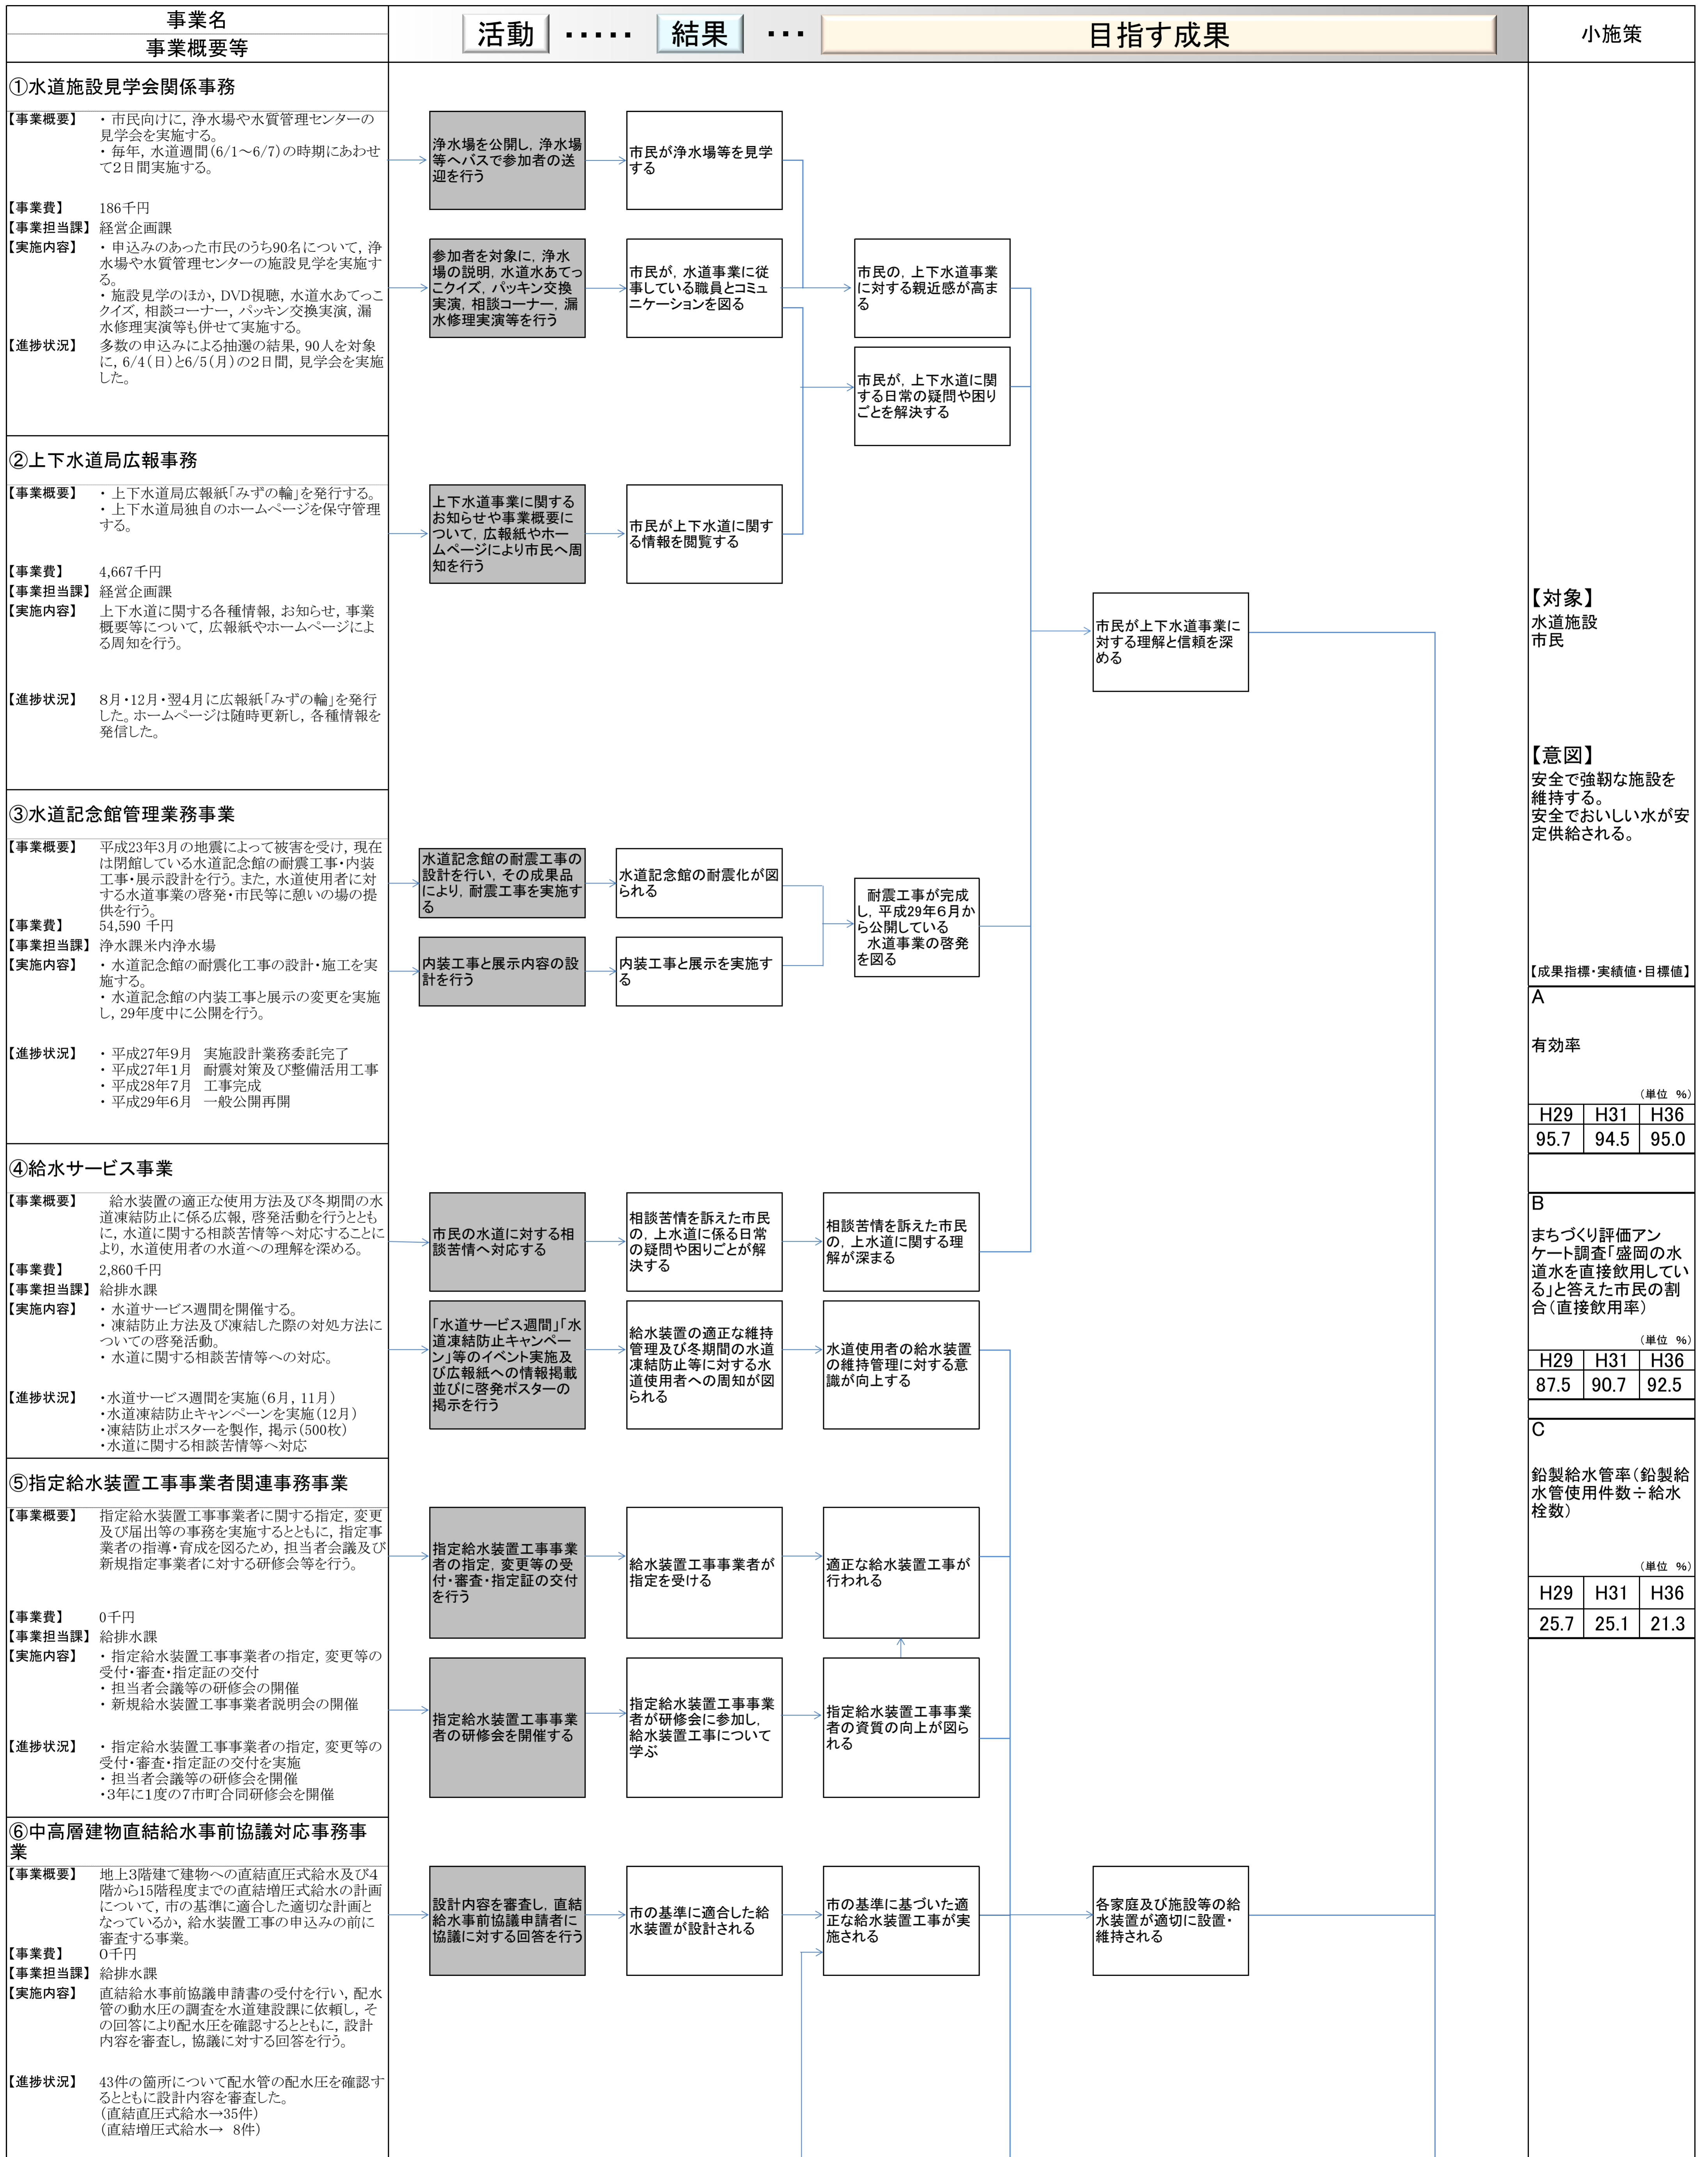 事業名
事業概要等
活動 ・・・・・ 結果 ・・・ 目指す成果
小施策
①水道施設見学会関係事務
【事業概要】 ・市民向けに，浄水場や水質管理センターの
見学会を実施する。
・毎年，水道週間(6/1～6/7)の時期にあわせ
て2日間実施する。
【事業費】 186千円
【事業担当課】 経営企画課
【実施内容】 ・申込みのあった市民のうち90名について，浄
水場や水質管理センターの施設見学を実施す
る。
・施設見学のほか，DVD視聴，水道水あてっこ
クイズ，相談コーナー，パッキン交換実演，漏
水修理実演等も併せて実施する。
【進捗状況】 多数の申込みによる抽選の結果，90人を対象
に，6/4(日)と6/5(月)の2日間，見学会を実施
した。
浄水場を公開し，浄水場
等へバスで参加者の送
迎を行う
市民が浄水場等を見学
する
参加者を対象に，浄水
場の説明，水道水あてっ
こクイズ，パッキン交換
実演，相談コーナー，漏
水修理実演等を行う
市民が，水道事業に従
事している職員とコミュ
ニケーションを図る
市民の，上下水道事業
に対する親近感が高ま
る
市民が，上下水道に関
する日常の疑問や困り
ごとを解決する
②上下水道局広報事務
【事業概要】 ・上下水道局広報紙「みずの輪」を発行する。
・上下水道局独自のホームページを保守管理
する。
【事業費】 4,667千円
【事業担当課】 経営企画課
【実施内容】 上下水道に関する各種情報，お知らせ，事業
概要等について，広報紙やホームページによ
る周知を行う。
【進捗状況】 8月・12月・翌4月に広報紙「みずの輪」を発行
した。ホームページは随時更新し，各種情報を
発信した。
上下水道事業に関する
お知らせや事業概要に
ついて，広報紙やホー
ムページにより市民へ周
知を行う
市民が上下水道に関す
る情報を閲覧する
市民が上下水道事業に
対する理解と信頼を深
める
③水道記念館管理業務事業
【事業概要】 平成23年3月の地震によって被害を受け，現在
は閉館している水道記念館の耐震工事・内装
工事・展示設計を行う。また，水道使用者に対
する水道事業の啓発・市民等に憩いの場の提
供を行う。
【事業費】 54,590 千円
【事業担当課】 浄水課米内浄水場
【実施内容】 ・水道記念館の耐震化工事の設計・施工を実
施する。
・水道記念館の内装工事と展示の変更を実施
し，29年度中に公開を行う。
【進捗状況】 ・平成27年9月 実施設計業務委託完了
・平成27年1月 耐震対策及び整備活用工事
・平成28年7月 工事完成
・平成29年6月 一般公開再開
水道記念館の耐震工事の
設計を行い，その成果品
により，耐震工事を実施す
る
水道記念館の耐震化が図
られる
内装工事と展示内容の設
計を行う
内装工事と展示を実施す
る
耐震工事が完成
し，平成29年6月か
ら公開している
水道事業の啓発
を図る
④給水サービス事業
【事業概要】 給水装置の適正な使用方法及び冬期間の水
道凍結防止に係る広報，啓発活動を行うととも
に，水道に関する相談苦情等へ対応することに
より，水道使用者の水道への理解を深める。
【事業費】 2,860千円
【事業担当課】 給排水課
【実施内容】 ・水道サービス週間を開催する。
・凍結防止方法及び凍結した際の対処方法に
ついての啓発活動。
・水道に関する相談苦情等への対応。
【進捗状況】 ・水道サービス週間を実施(6月，11月)
・水道凍結防止キャンペーンを実施(12月)
・凍結防止ポスターを製作，掲示(500枚)
・水道に関する相談苦情等へ対応
市民の水道に対する相
談苦情へ対応する
相談苦情を訴えた市民
の，上水道に係る日常
の疑問や困りごとが解
決する
相談苦情を訴えた市民
の，上水道に関する理
解が深まる
「水道サービス週間」「水
道凍結防止キャンペー
ン」等のイベント実施及
び広報紙への情報掲載
並びに啓発ポスターの
掲示を行う
給水装置の適正な維持
管理及び冬期間の水道
凍結防止等に対する水
道使用者への周知が図
られる
水道使用者の給水装置
の維持管理に対する意
識が向上する
⑤指定給水装置工事事業者関連事務事業
【事業概要】 指定給水装置工事事業者に関する指定，変更
及び届出等の事務を実施するとともに，指定事
業者の指導・育成を図るため，担当者会議及び
新規指定事業者に対する研修会等を行う。
【事業費】 0千円
【事業担当課】 給排水課
【実施内容】 ・指定給水装置工事事業者の指定，変更等の
受付・審査・指定証の交付
・担当者会議等の研修会の開催
・新規給水装置工事事業者説明会の開催
【進捗状況】 ・指定給水装置工事事業者の指定，変更等の
受付・審査・指定証の交付を実施
・担当者会議等の研修会を開催
・3年に1度の7市町合同研修会を開催
指定給水装置工事事業
者の指定，変更等の受
付・審査・指定証の交付
を行う
給水装置工事事業者が
指定を受ける
適正な給水装置工事が
行われる
指定給水装置工事事業
者の研修会を開催する
指定給水装置工事事業
者が研修会に参加し，
給水装置工事について
学ぶ
指定給水装置工事事業
者の資質の向上が図ら
れる
⑥中高層建物直結給水事前協議対応事務事
業
【事業概要】 地上3階建て建物への直結直圧式給水及び4
階から15階程度までの直結増圧式給水の計画
について，市の基準に適合した適切な計画と
なっているか，給水装置工事の申込みの前に
審査する事業。
【事業費】 0千円
【事業担当課】 給排水課
【実施内容】 直結給水事前協議申請書の受付を行い，配水
管の動水圧の調査を水道建設課に依頼し，そ
の回答により配水圧を確認するとともに，設計
内容を審査し，協議に対する回答を行う。
【進捗状況】 43件の箇所について配水管の配水圧を確認す
るとともに設計内容を審査した。
(直結直圧式給水→35件)
(直結増圧式給水→ 8件)
設計内容を審査し，直結
給水事前協議申請者に
協議に対する回答を行う
市の基準に適合した給
水装置が設計される
市の基準に基づいた適
正な給水装置工事が実
施される
各家庭及び施設等の給
水装置が適切に設置・
維持される
【対象】
水道施設
市民
【意図】
安全で強靭な施設を
維持する。
安全でおいしい水が安
定供給される。
【成果指標・実績値・目標値】
A
有効率
(単位 %)
H29 H31 H36
95.7 94.5 95.0
B
まちづくり評価アン
ケート調査「盛岡の水
道水を直接飲用してい
る」と答えた市民の割
合(直接飲用率)
(単位 %)
H29 H31 H36
87.5 90.7 92.5
C
鉛製給水管率(鉛製給
水管使用件数÷給水
栓数)
(単位 %)
H29 H31 H36
25.7 25.1 21.3